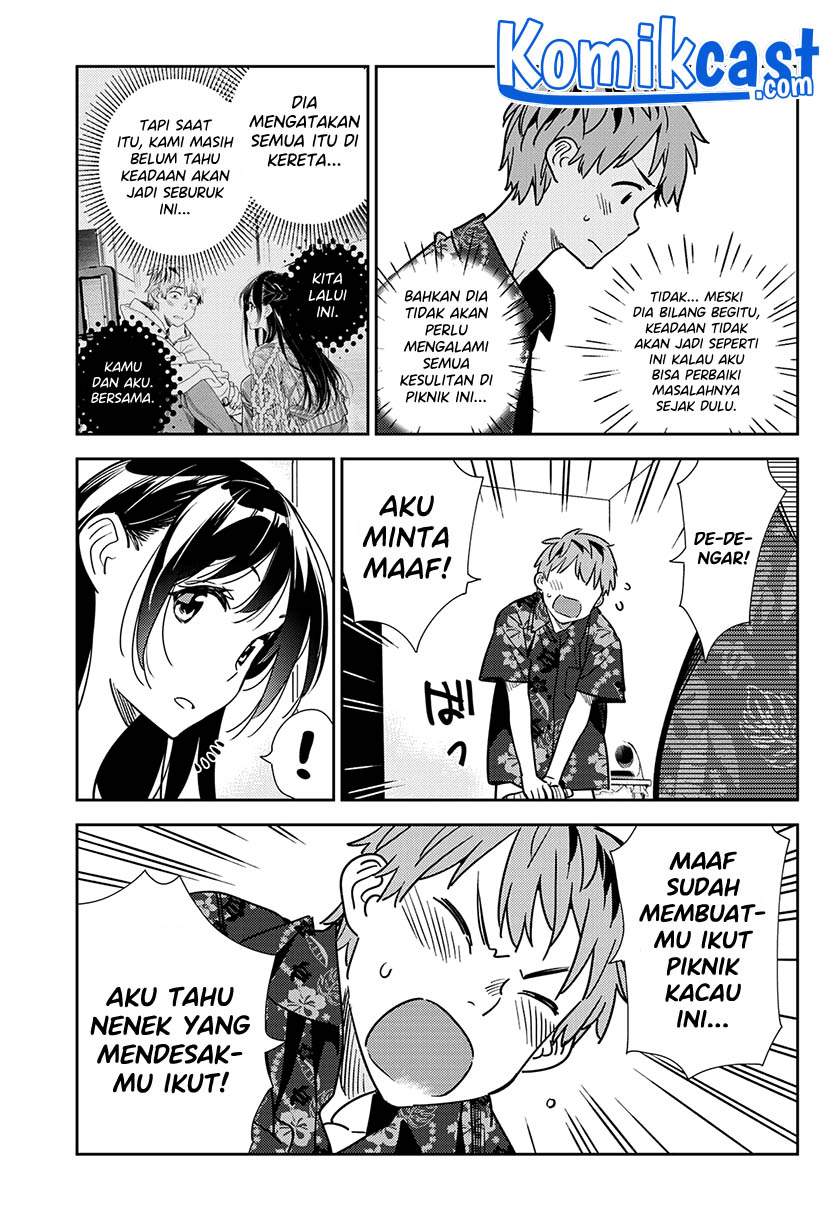 Komikcast
.com
DIA
MENGATAKAN
SEMUA ITU DI
KERETA...
TAPI SAAT
ITU, KAMI MASIH
BELUM TAHU
KEADAAN AKAN
JADI SEBURUK
INI...
KITA
LALUI
INI.
KAMU
DAN AKU.
BERSAMA.
TIDAK... MESKI
DIA BILANG BEGITU,
KEADAAN TIDAK
AKAN JADI SEPERTI
INI KALAU AKU
BISA PERBAIKI
MASALAHNYA
SEJAK DULU.
BAHKAN DIA
TIDAK AKAN
PERLU
MENGALAMI
SEMUA
KESULITAN DI
PIKNIK INI...
DE-DE-
NGAR!
AKU
MINTA
MAAF!
!
MAAF
SUDAH
MEMBUAT-
MU IKUT
PIKNIK
KACAU
INI...
AKU TAHU
NENEK YANG
MENDESAK-
MU IKUT!